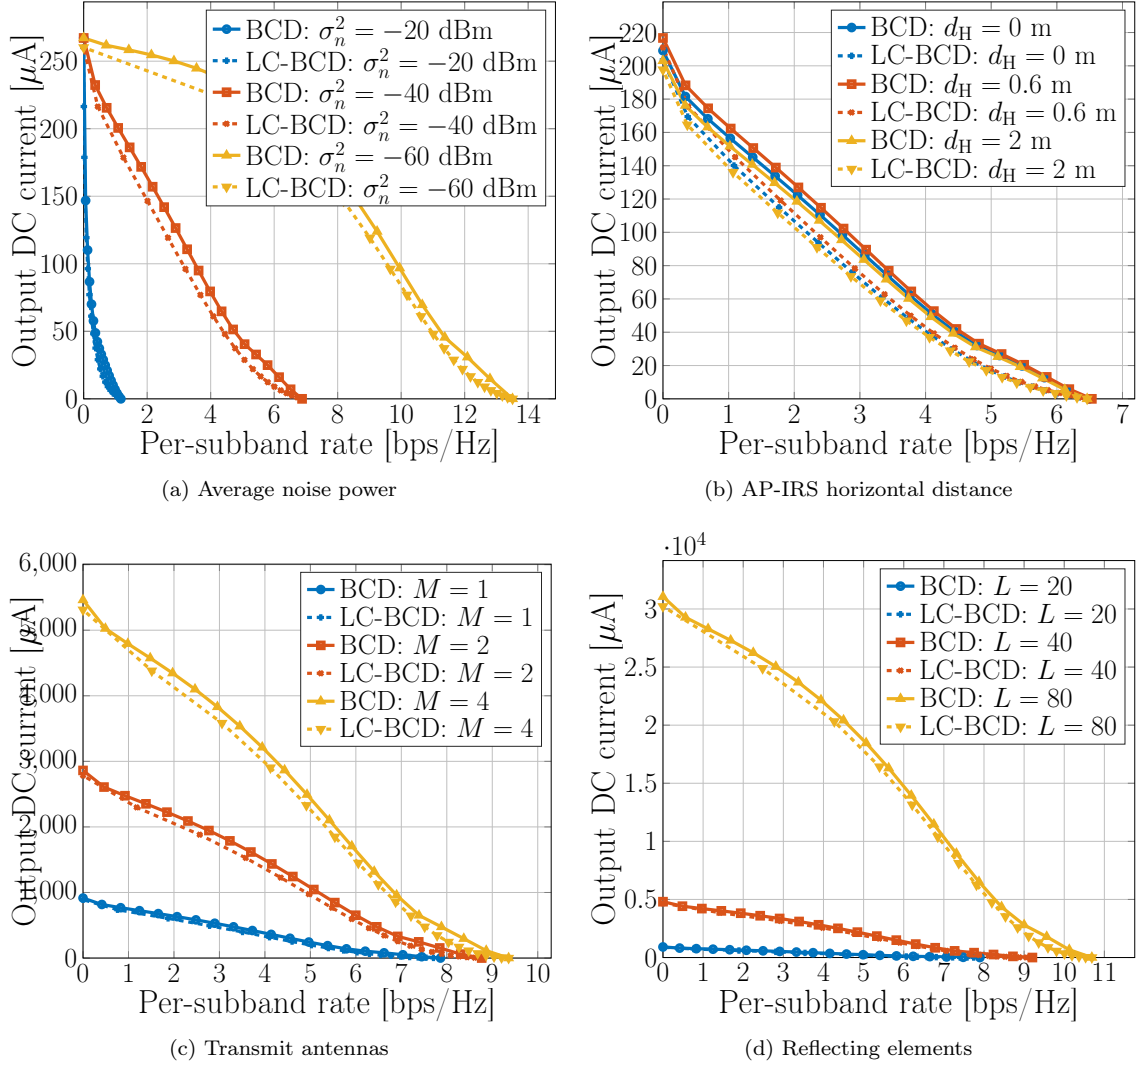 BCD: σ_n^2 = −20 dBm
LC-BCD: σ_n^2 = −20 dBm
BCD: σ_n^2 = −40 dBm
LC-BCD: σ_n^2 = −40 dBm
BCD: σ_n^2 = −60 dBm
LC-BCD: σ_n^2 = −60 dBm
Output DC current [μA]
250
200
150
100
50
0
0 2 4 6 8 10 12 14
Per-subband rate [bps/Hz]
(a) Average noise power
BCD: d_H = 0 m
LC-BCD: d_H = 0 m
BCD: d_H = 0.6 m
LC-BCD: d_H = 0.6 m
BCD: d_H = 2 m
LC-BCD: d_H = 2 m
Output DC current [μA]
220
200
180
160
140
120
100
80
60
40
20
0
0 1 2 3 4 5 6 7
Per-subband rate [bps/Hz]
(b) AP-IRS horizontal distance
BCD: M = 1
LC-BCD: M = 1
BCD: M = 2
LC-BCD: M = 2
BCD: M = 4
LC-BCD: M = 4
Output DC current [μA]
6,000
,000
,000
,000
,000
,000
0
0 1 2 3 4 5 6 7 8 9 10
Per-subband rate [bps/Hz]
(c) Transmit antennas
·10^4
BCD: L = 20
LC-BCD: L = 20
BCD: L = 40
LC-BCD: L = 40
BCD: L = 80
LC-BCD: L = 80
Output DC current [μA]
3
2.5
2
1.5
1
0.5
0
0 1 2 3 4 5 6 7 8 9 10 11
Per-subband rate [bps/Hz]
(d) Reflecting elements